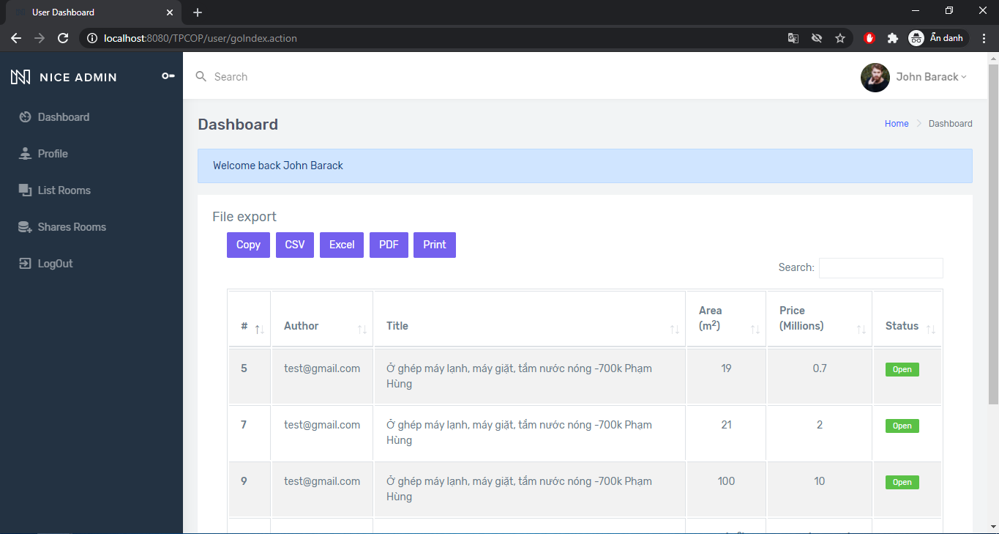 User Dashboard
localhost:8080/TPCOP/user/goIndex.action
Ẩn danh
NICE ADMIN
Search
John Barack
Dashboard
Profile
List Rooms
Shares Rooms
LogOut
Dashboard
Home > Dashboard
Welcome back John Barack
File export
Copy CSV Excel PDF Print
Search:
# Author Title Area (m²) Price (Millions) Status
5 test@gmail.com Ở ghép máy lạnh, máy giặt, tắm nước nóng -700k Phạm Hùng 19 0.7 Open
7 test@gmail.com Ở ghép máy lạnh, máy giặt, tắm nước nóng -700k Phạm Hùng 21 2 Open
9 test@gmail.com Ở ghép máy lạnh, máy giặt, tắm nước nóng -700k Phạm Hùng 100 10 Open